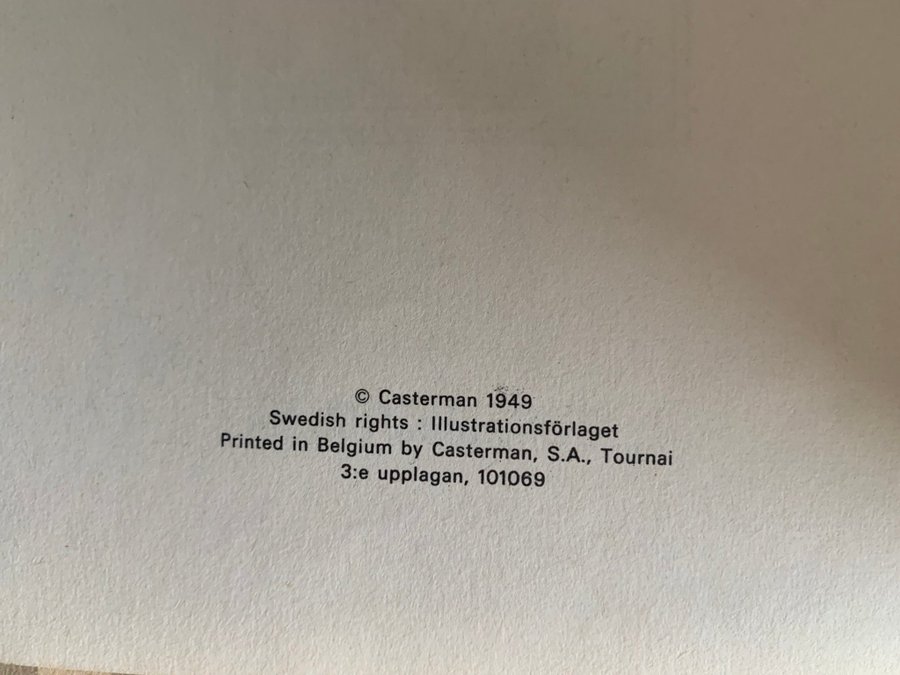 © Casterman 1949
Swedish rights : Illustrationsförlaget
Printed in Belgium by Casterman, S.A., Tournai
3:e upplagan, 101069